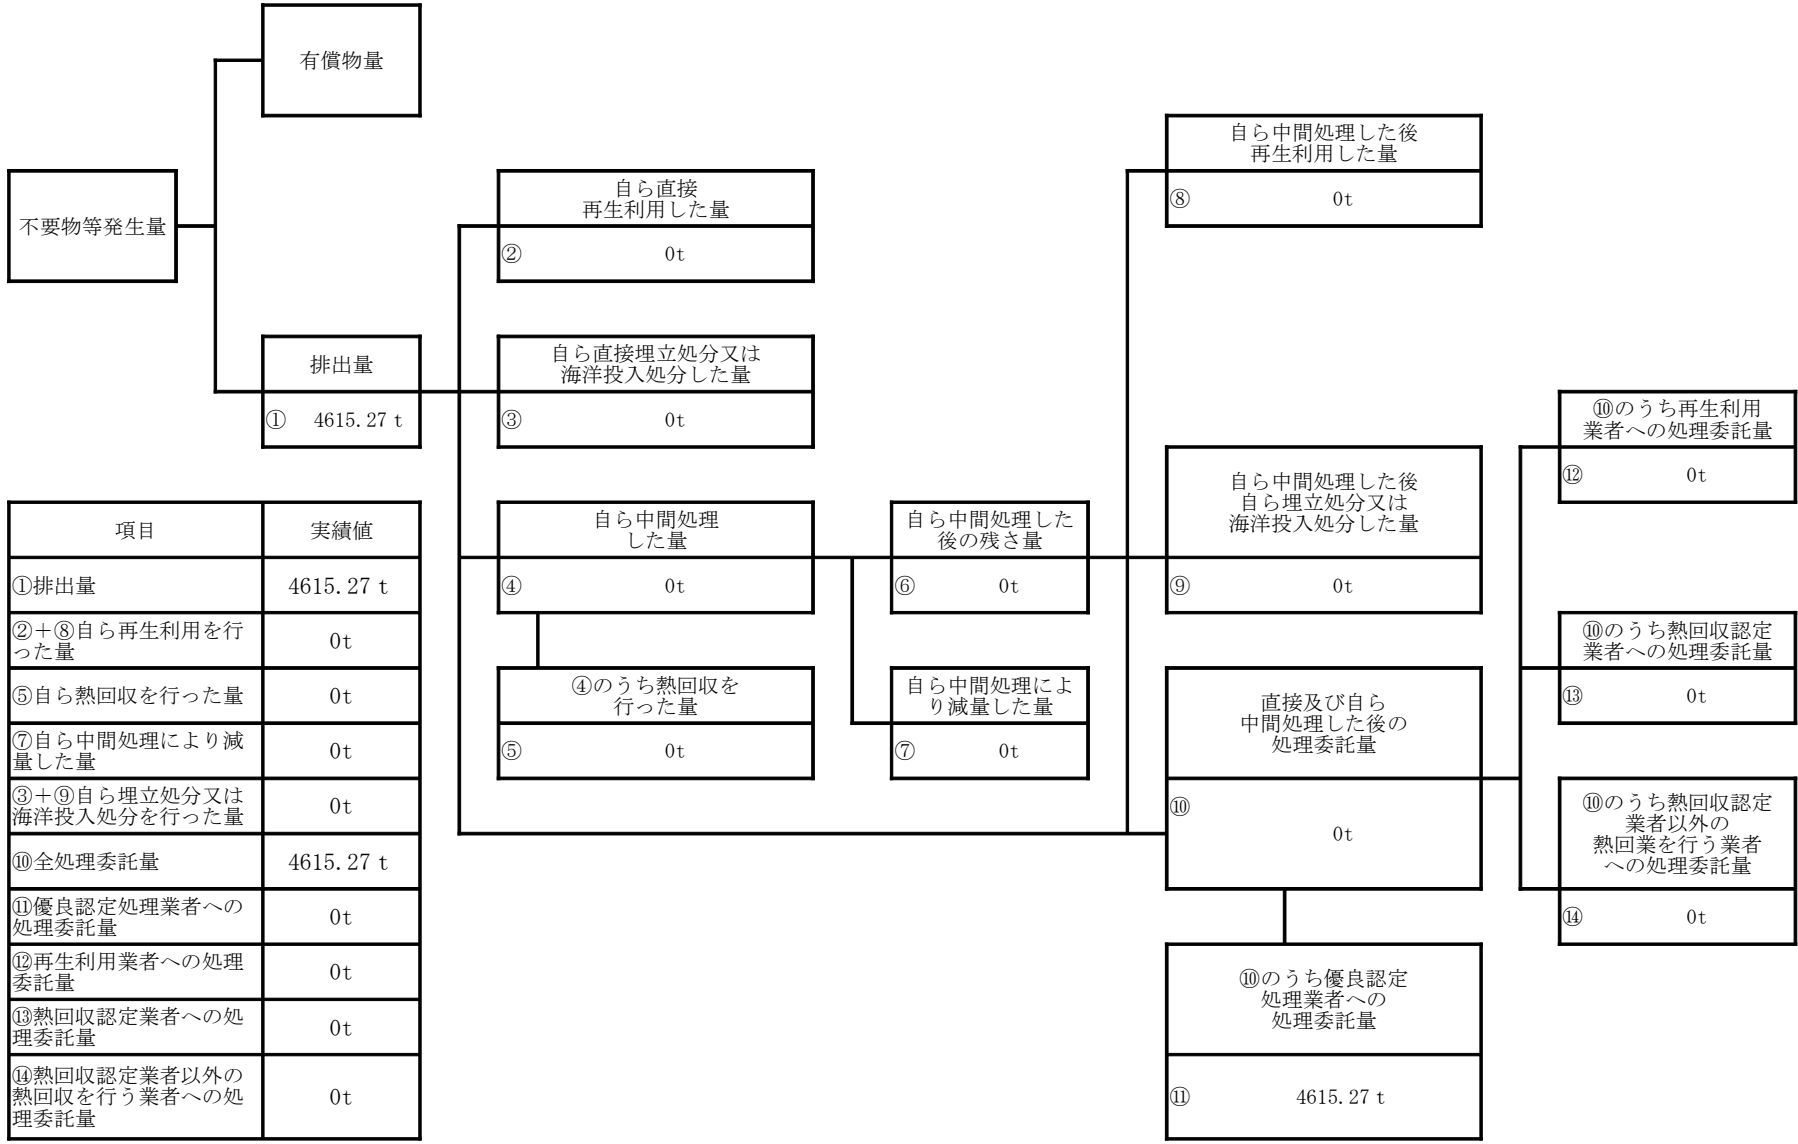 有償物量
不要物等発生量
排出量
① 4615.27 t
自ら直接
再生利用した量
② 0t
自ら直接埋立処分又は
海洋投入処分した量
③ 0t
自ら中間処理
した量
④ 0t
④のうち熱回収を
行った量
⑤ 0t
自ら中間処理した
後の残さ量
⑥ 0t
自ら中間処理によ
り減量した量
⑦ 0t
自ら中間処理した後
再生利用した量
⑧ 0t
自ら中間処理した後
自ら埋立処分又は
海洋投入処分した量
⑨ 0t
直接及び自ら
中間処理した後の
処理委託量
⑩
0t
⑩のうち優良認定
処理業者への
処理委託量
⑪ 4615.27 t
⑩のうち再生利用
業者への処理委託量
⑫ 0t
⑩のうち熱回収認定
業者への処理委託量
⑬ 0t
⑩のうち熱回収認定
業者以外の
熱回業を行う業者
への処理委託量
⑭ 0t
項目 実績値
①排出量 4615.27 t
②＋⑧自ら再生利用を行
った量
0t
⑤自ら熱回収を行った量 0t
⑦自ら中間処理により減
量した量
0t
③＋⑨自ら埋立処分又は
海洋投入処分を行った量
0t
⑩全処理委託量 4615.27 t
⑪優良認定処理業者への
処理委託量
0t
⑫再生利用業者への処理
委託量
0t
⑬熱回収認定業者への処
理委託量
0t
⑭熱回収認定業者以外の
熱回収を行う業者への処
理委託量
0t